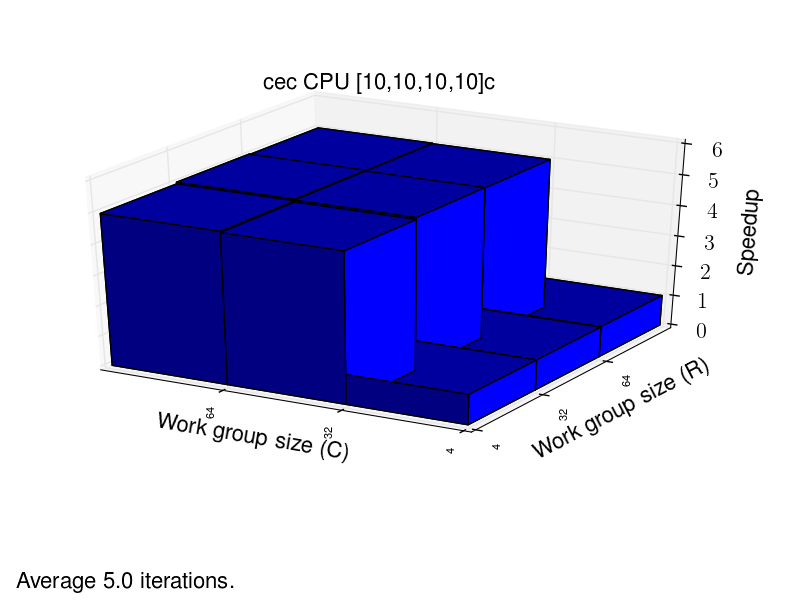 cec CPU [10,10,10,10]c
6
5
4
3
2
1
0
Speedup
64
32
4
Work group size (C)
4
32
64
Work group size (R)
Average 5.0 iterations.